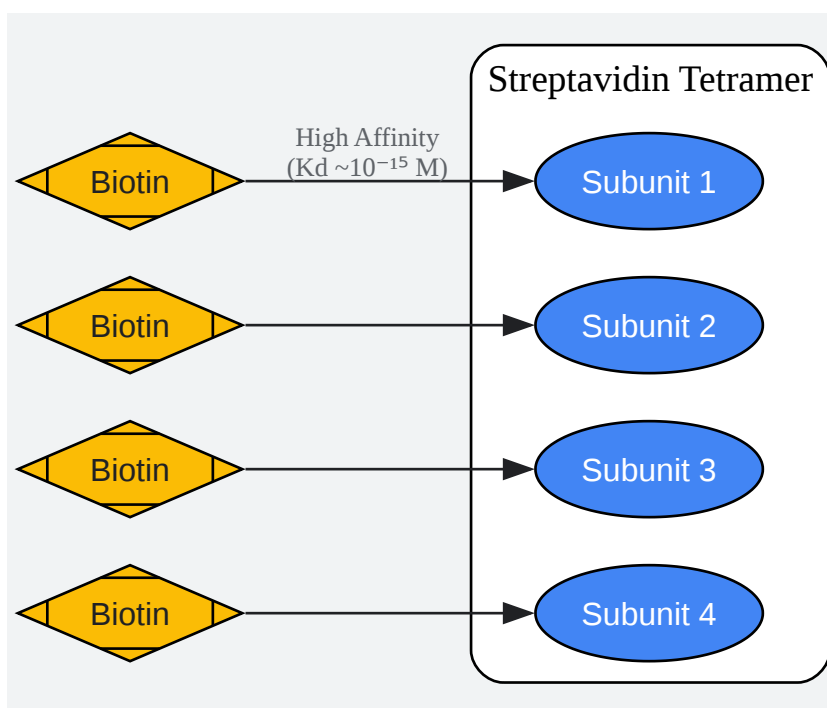 Streptavidin Tetramer
High Affinity
(Kd ~10⁻¹⁵ M)
Biotin
Subunit 1
Biotin
Subunit 2
Biotin
Subunit 3
Biotin
Subunit 4